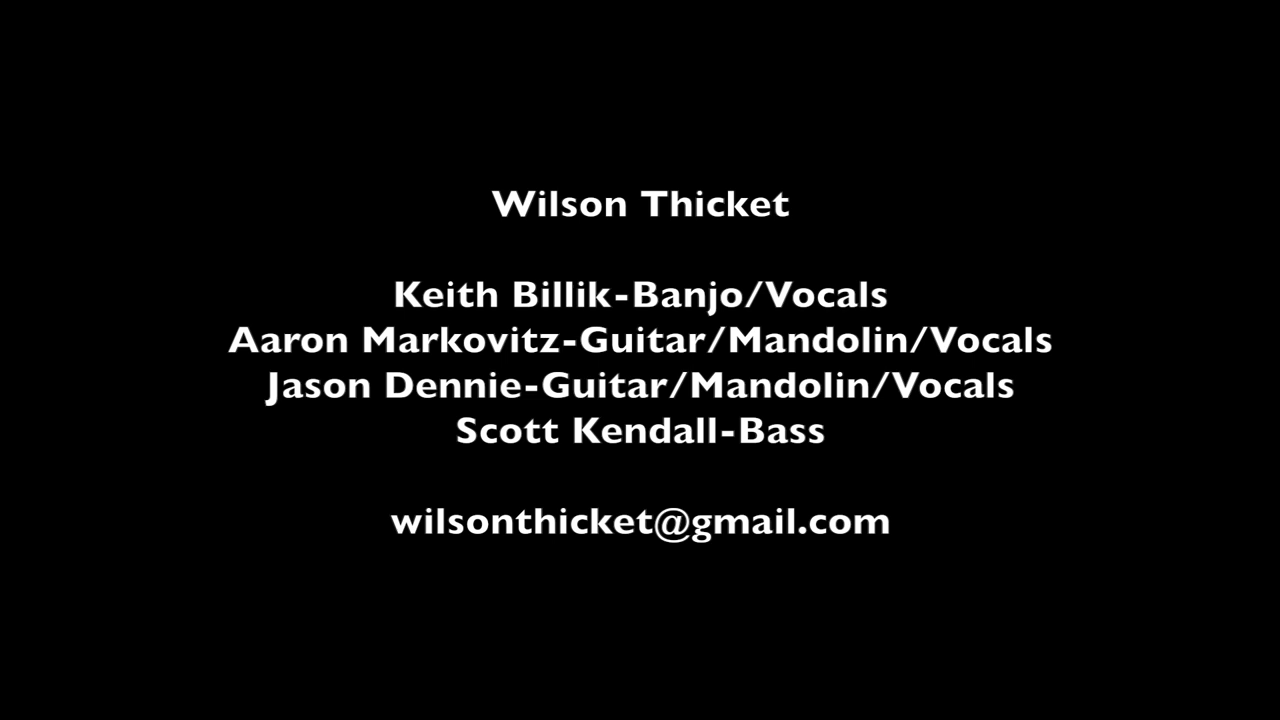 Wilson Thicket
Keith Billik-Banjo/Vocals
Aaron Markovitz-Guitar/Mandolin/Vocals
Jason Dennie-Guitar/Mandolin/Vocals
Scott Kendall-Bass
wilsonthicket@gmail.com